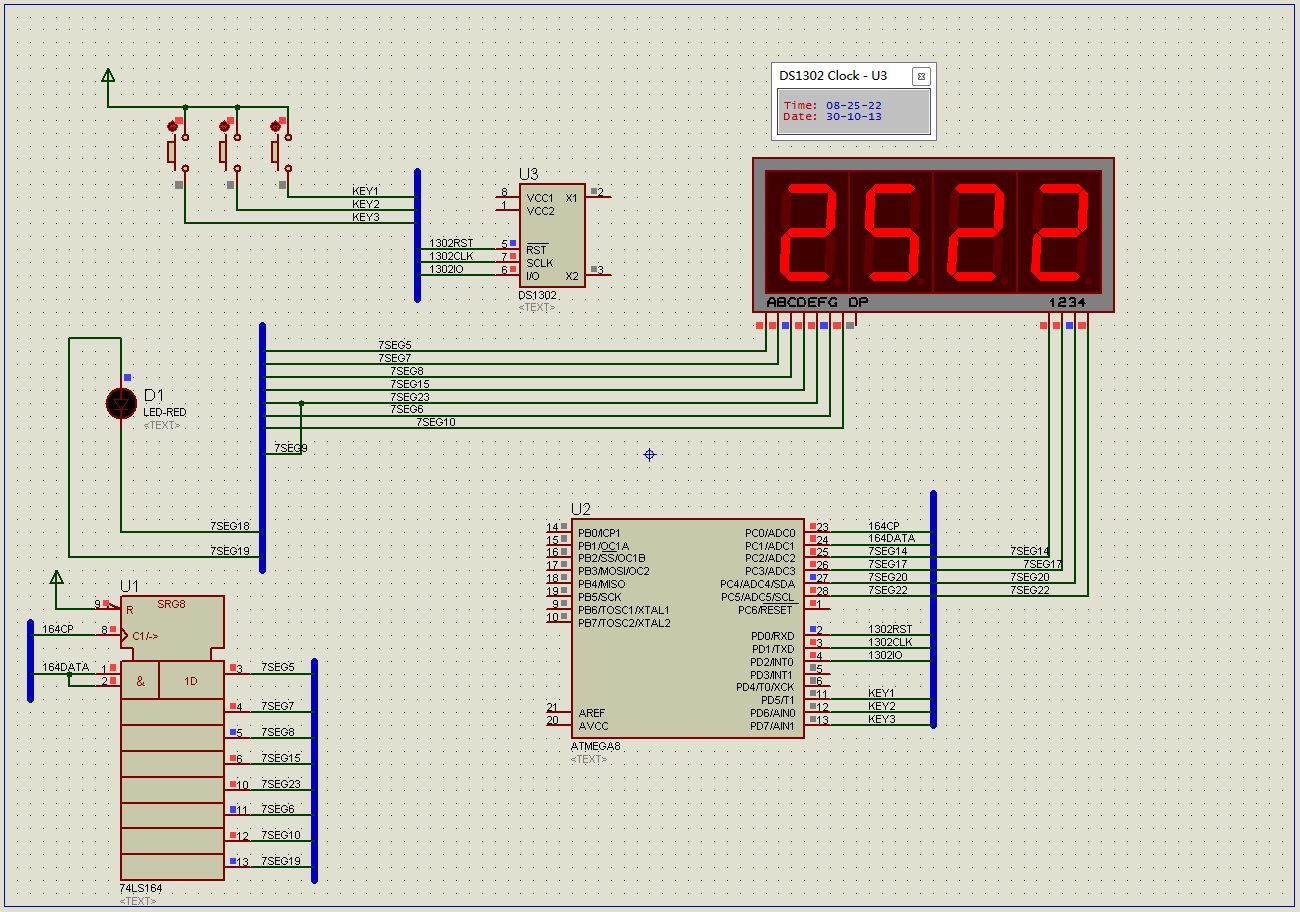 DS1302 Clock - U3
Time: 08-25-22
Date: 30-10-13
2522
ABCDEFG DP
1234
KEY1
KEY2
KEY3
U3
8
VCC1
X1
2
1
VCC2
1302RST
5
RST
1302CLK
7
SCLK
1302IO
6
I/O
X2
3
DS1302
<TEXT>
7SEG5
7SEG7
7SEG8
7SEG15
7SEG23
7SEG6
7SEG10
7SEG9
D1
LED-RED
<TEXT>
7SEG18
7SEG19
U2
14
PB0/ICP1
PC0/ADC0
23
164CP
15
PB1/OC1A
PC1/ADC1
24
164DATA
16
PB2/SS/OC1B
PC2/ADC2
25
7SEG14
7SEG14
17
PB3/MOSI/OC2
PC3/ADC3
26
7SEG17
7SEG17
18
PB4/MISO
PC4/ADC4/SDA
27
7SEG20
7SEG20
19
PB5/SCK
PC5/ADC5/SCL
28
7SEG22
7SEG22
9
PB6/TOSC1/XTAL1
PC6/RESET
1
10
PB7/TOSC2/XTAL2
PD0/RXD
2
1302RST
PD1/TXD
3
1302CLK
PD2/INT0
4
1302IO
PD3/INT1
5
PD4/T0/XCK
6
PD5/T1
11
KEY1
21
AREF
PD6/AIN0
12
KEY2
20
AVCC
PD7/AIN1
13
KEY3
ATMEGA8
<TEXT>
U1
9
R
SRG8
164CP
8
C1/->
164DATA
1
2
&
1D
3
7SEG5
4
7SEG7
5
7SEG8
6
7SEG15
10
7SEG23
11
7SEG6
12
7SEG10
13
7SEG19
74LS164
<TEXT>